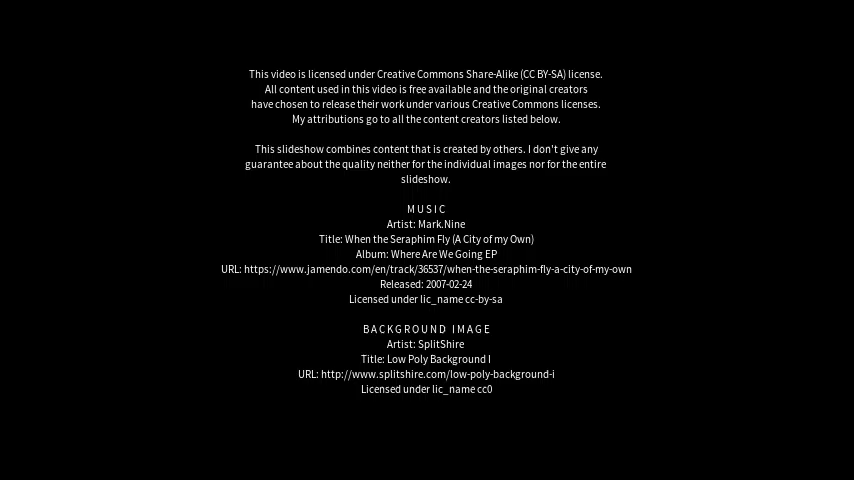 This video is licensed under Creative Commons Share-Alike (CC BY-SA) license.
All content used in this video is free available and the original creators
have chosen to release their work under various Creative Commons licenses.
My attributions go to all the content creators listed below.
This slideshow combines content that is created by others. I don't give any
guarantee about the quality neither for the individual images nor for the entire
slideshow.
MUSIC
Artist: Mark.Nine
Title: When the Seraphim Fly (A City of my Own)
Album: Where Are We Going EP
URL: https://www.jamendo.com/en/track/36537/when-the-seraphim-fly-a-city-of-my-own
Released: 2007-02-24
Licensed under lic_name cc-by-sa
BACKGROUND IMAGE
Artist: SplitShire
Title: Low Poly Background I
URL: http://www.splitshire.com/low-poly-background-i
Licensed under lic_name cc0